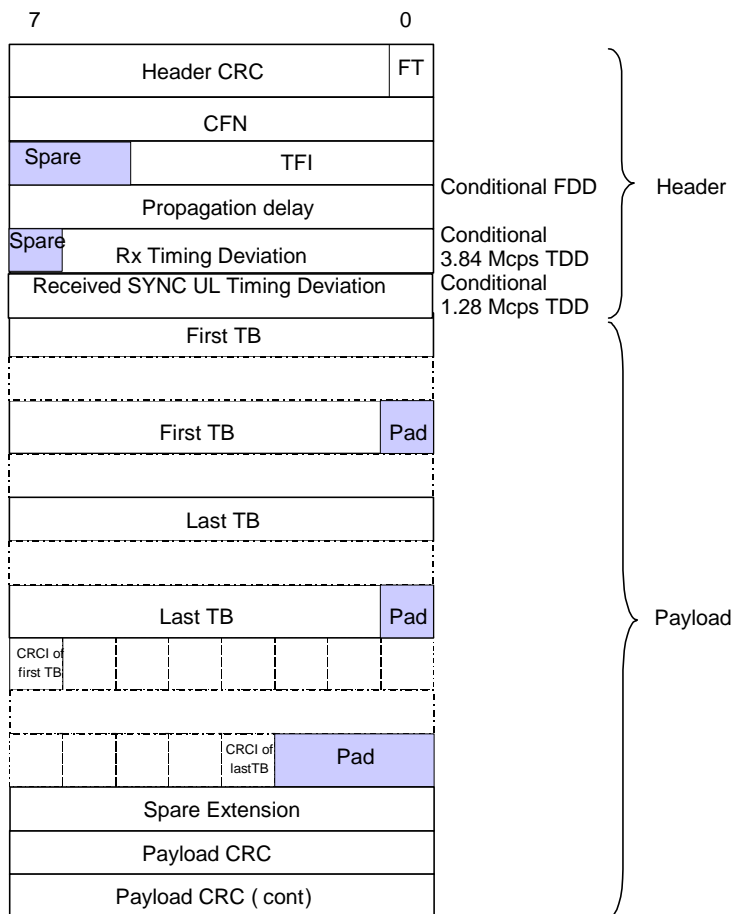 7 0
Header CRC FT
CFN
Spare TFI
Conditional FDD
Header
Propagation delay
Spare Rx Timing Deviation
Conditional
3.84 Mcps TDD
Received SYNC UL Timing Deviation
Conditional
1.28 Mcps TDD
First TB
First TB Pad
Last TB
Last TB Pad
Payload
CRCI of
first TB
CRCI of
lastTB
Pad
Spare Extension
Payload CRC
Payload CRC ( cont)